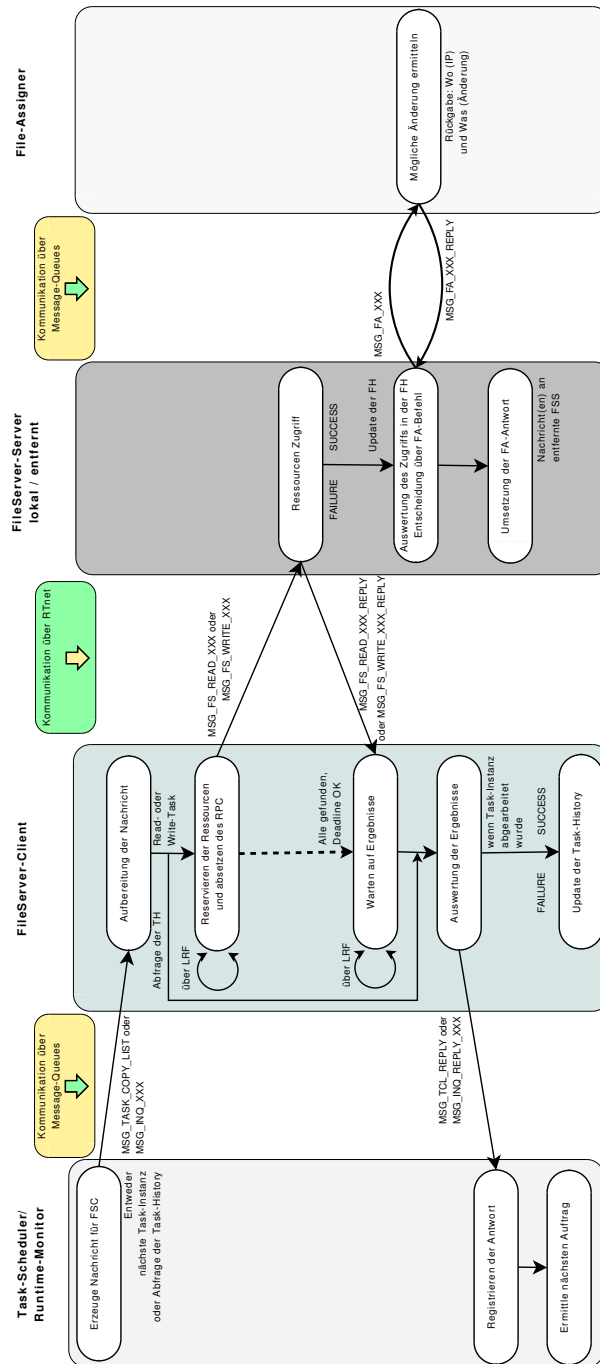 Task-Scheduler/
Runtime-Monitor
Erzeuge Nachricht für FSC
Entweder
nächste Task-Instanz
oder Abfrage der Task-History
Registrieren der Antwort
Ermittle nächsten Auftrag
Kommunikation über
Message-Queues
MSG_TASK_COPY_LIST oder
MSG_INQ_XXX
MSG_TCL_REPLY oder
MSG_INQ_REPLY_XXX
FileServer-Client
Aufbereitung der Nachricht
Abfrage der TH
Read- oder
Write-Task
über LRF
Reservieren der Ressourcen
und absetzen des RPC
Alle gefunden,
Deadline OK
über LRF
Warten auf Ergebnisse
Auswertung der Ergebnisse
wenn Task-Instanz
abgearbeitet
wurde
FAILURE
SUCCESS
Update der Task-History
Kommunikation über RTnet
MSG_FS_READ_XXX oder
MSG_FS_WRITE_XXX
MSG_FS_READ_XXX_REPLY
oder MSG_FS_WRITE_XXX_REPLY
FileServer-Server
lokal / entfernt
Ressourcen Zugriff
FAILURE
SUCCESS
Update der FH
Auswertung des Zugriffs in der FH
Entscheidung über FA-Befehl
Umsetzung der FA-Antwort
Nachricht(en) an
entfernte FSS
Kommunikation über
Message-Queues
MSG_FA_XXX
MSG_FA_XXX_REPLY
File-Assigner
Mögliche Änderung ermitteln
Rückgabe: Wo (IP)
und Was (Änderung)